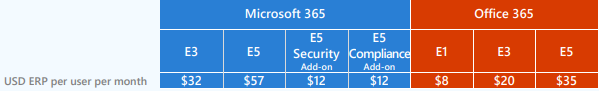 Microsoft 365
Office 365
E3
E5
E5 Security Add-on
E5 Compliance Add-on
E1
E3
E5
USD ERP per user per month
$32
$57
$12
$12
$8
$20
$35